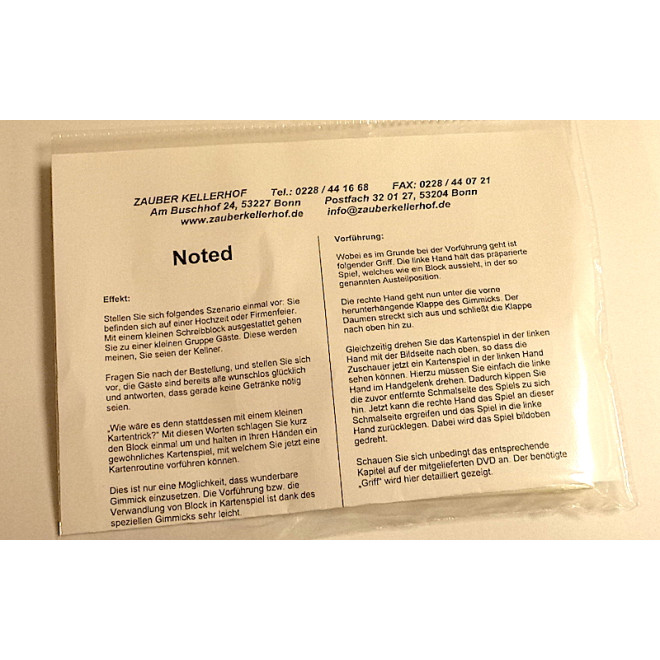 ZAUBER KELLERHOF Tel.: 0228 / 44 16 68 FAX: 0228 / 44 07 21
Am Buschhof 24, 53227 Bonn Postfach 32 01 27, 53204 Bonn
www.zauberkellerhof.de info@zauberkellerhof.de
Noted
Effekt:
Stellen Sie sich folgendes Szenario einmal vor: Sie
befinden sich auf einer Hochzeit oder Firmenfeier.
Mit einem kleinen Schreibblock ausgestattet gehen
Sie zu einer kleinen Gruppe Gäste. Diese werden
meinen, Sie seien der Kellner.
Fragen Sie nach der Bestellung, und stellen Sie sich
vor, die Gäste sind bereits alle wunschlos glücklich
und antworten, dass gerade keine Getränke nötig
seien.
„Wie wäre es denn stattdessen mit einem kleinen
Kartentrick?" Mit diesen Worten schlagen Sie kurz
den Block einmal um und halten in Ihren Händen ein
gewöhnliches Kartenspiel, mit welchem Sie jetzt eine
Kartenroutine vorführen können.
Dies ist nur eine Möglichkeit, dass wunderbare
Gimmick einzusetzen. Die Vorführung bzw. die
Verwandlung von Block in Kartenspiel ist dank des
speziellen Gimmicks sehr leicht.
Vorführung:
Wobei es im Grunde bei der Vorführung geht ist
folgender Griff. Die linke Hand hält das präparierte
Spiel, welches wie ein Block aussieht, in der so
genannten Austeilposition.
Die rechte Hand geht nun unter die vorne
herunterhängende Klappe des Gimmicks. Der
Daumen streckt sich aus und schließt die Klappe
nach oben hin zu.
Gleichzeitig drehen Sie das Kartenspiel in der linken
Hand mit der Bildseite nach oben, so dass die
Zuschauer jetzt ein Kartenspiel in der linken Hand
sehen können. Hierzu müssen Sie einfach die linke
Hand im Handgelenk drehen. Dadurch kippen Sie
die zuvor entfernte Schmalseite des Spiels zu sich
hin. Jetzt kann die rechte Hand das Spiel an dieser
Schmalseite ergreifen und das Spiel in die linke
Hand zurücklegen. Dabei wird das Spiel bildoben
gedreht.
Schauen Sie sich unbedingt das entsprechende
Kapitel auf der mitgelieferten DVD an. Der benötigte
„Griff" wird hier detailliert gezeigt.